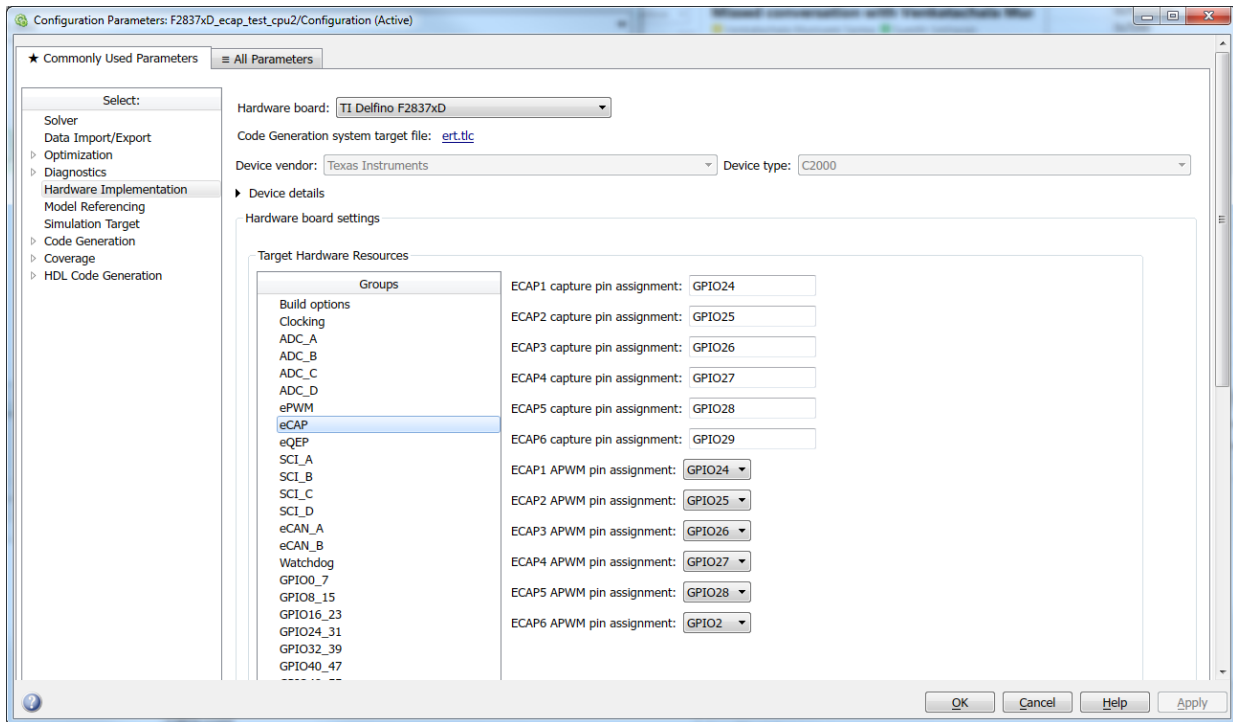 Configuration Parameters: F2837xD_ecap_test_cpu2/Configuration (Active)
★ Commonly Used Parameters
≡ All Parameters
Select:
Solver
Data Import/Export
Optimization
Diagnostics
Hardware Implementation
Model Referencing
Simulation Target
Code Generation
Coverage
HDL Code Generation
Hardware board: TI Delfino F2837xD
Code Generation system target file: ert.tlc
Device vendor: Texas Instruments Device type: C2000
Device details
Hardware board settings
Target Hardware Resources
Groups
Build options
Clocking
ADC_A
ADC_B
ADC_C
ADC_D
ePWM
eCAP
eQEP
SCI_A
SCI_B
SCI_C
SCI_D
eCAN_A
eCAN_B
Watchdog
GPIO0_7
GPIO8_15
GPIO16_23
GPIO24_31
GPIO32_39
GPIO40_47
ECAP1 capture pin assignment: GPIO24
ECAP2 capture pin assignment: GPIO25
ECAP3 capture pin assignment: GPIO26
ECAP4 capture pin assignment: GPIO27
ECAP5 capture pin assignment: GPIO28
ECAP6 capture pin assignment: GPIO29
ECAP1 APWM pin assignment: GPIO24
ECAP2 APWM pin assignment: GPIO25
ECAP3 APWM pin assignment: GPIO26
ECAP4 APWM pin assignment: GPIO27
ECAP5 APWM pin assignment: GPIO28
ECAP6 APWM pin assignment: GPIO2
OK Cancel Help Apply